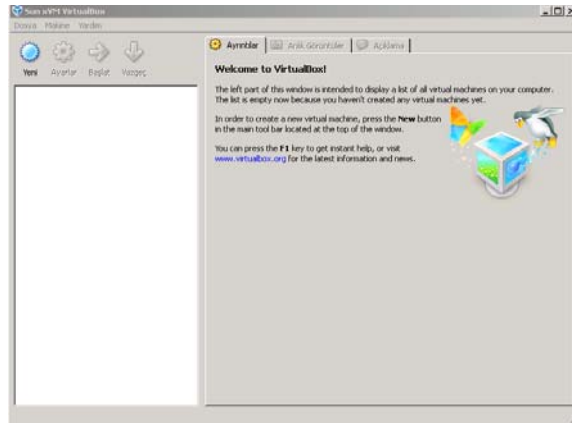 Sun xVM VirtualBox
Dosya Makine Yardım
Yeni Ayarlar Başlat Vazgeç
Ayrıntılar Anlık Görüntüler Açıklama
Welcome to VirtualBox!
The left part of this window is intended to display a list of all virtual machines on your computer.
The list is empty now because you haven't created any virtual machines yet.
In order to create a new virtual machine, press the New button
in the main tool bar located at the top of the window.
You can press the F1 key to get instant help, or visit
www.virtualbox.org for the latest information and news.